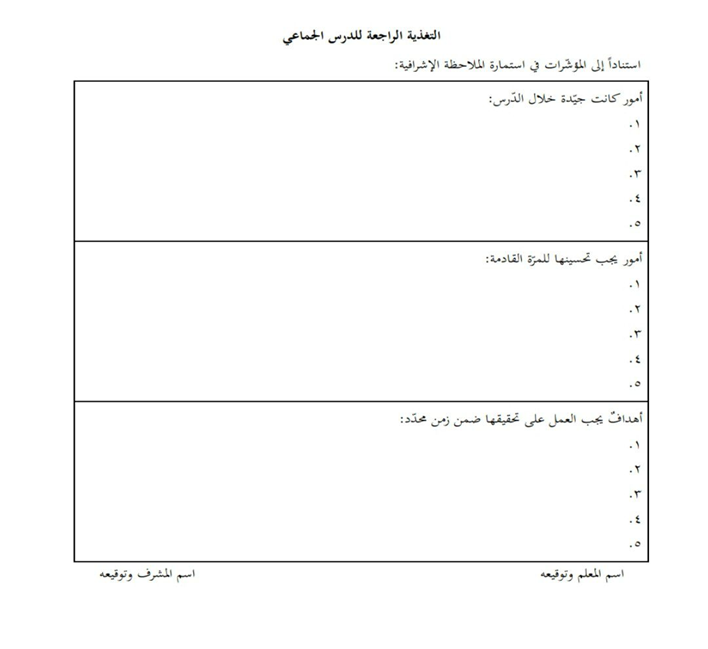 التغذية الراجعة للدرس الجماعي
استناداً إلى المؤشّرات في استمارة الملاحظة الإشرافية:
أمور كانت جيّدة خلال الدّرس:
١.
٢.
٣.
٤.
٥.
أمور يجب تحسينها للمرّة القادمة:
١.
٢.
٣.
٤.
٥.
أهدافٌ يجب العمل على تحقيقها ضمن زمن محدّد:
١.
٢.
٣.
٤.
٥.
اسم المعلم وتوقيعه اسم المشرف وتوقيعه